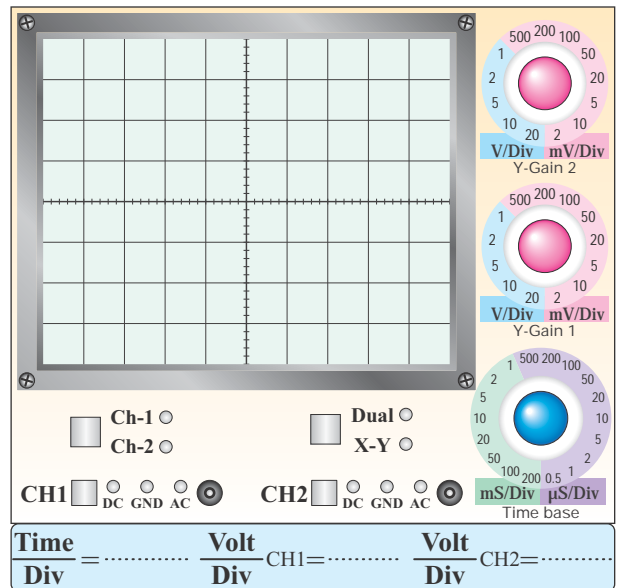 500 200 100
1 50
2 20
5 5
10 10
20 2
V/Div mV/Div
Y-Gain 2
500 200 100
1 50
2 20
5 5
10 10
20 2
V/Div mV/Div
Y-Gain 1
500 200 100
1 50
2 20
5 10
10 5
20 2
50 1
100 200 0.5
mS/Div µS/Div
Time base
Ch-1 Dual
Ch-2 X-Y
CH1 DC GND AC CH2 DC GND AC
Time Volt Volt
= ............ CH1= .......... CH2= ..........
Div Div Div